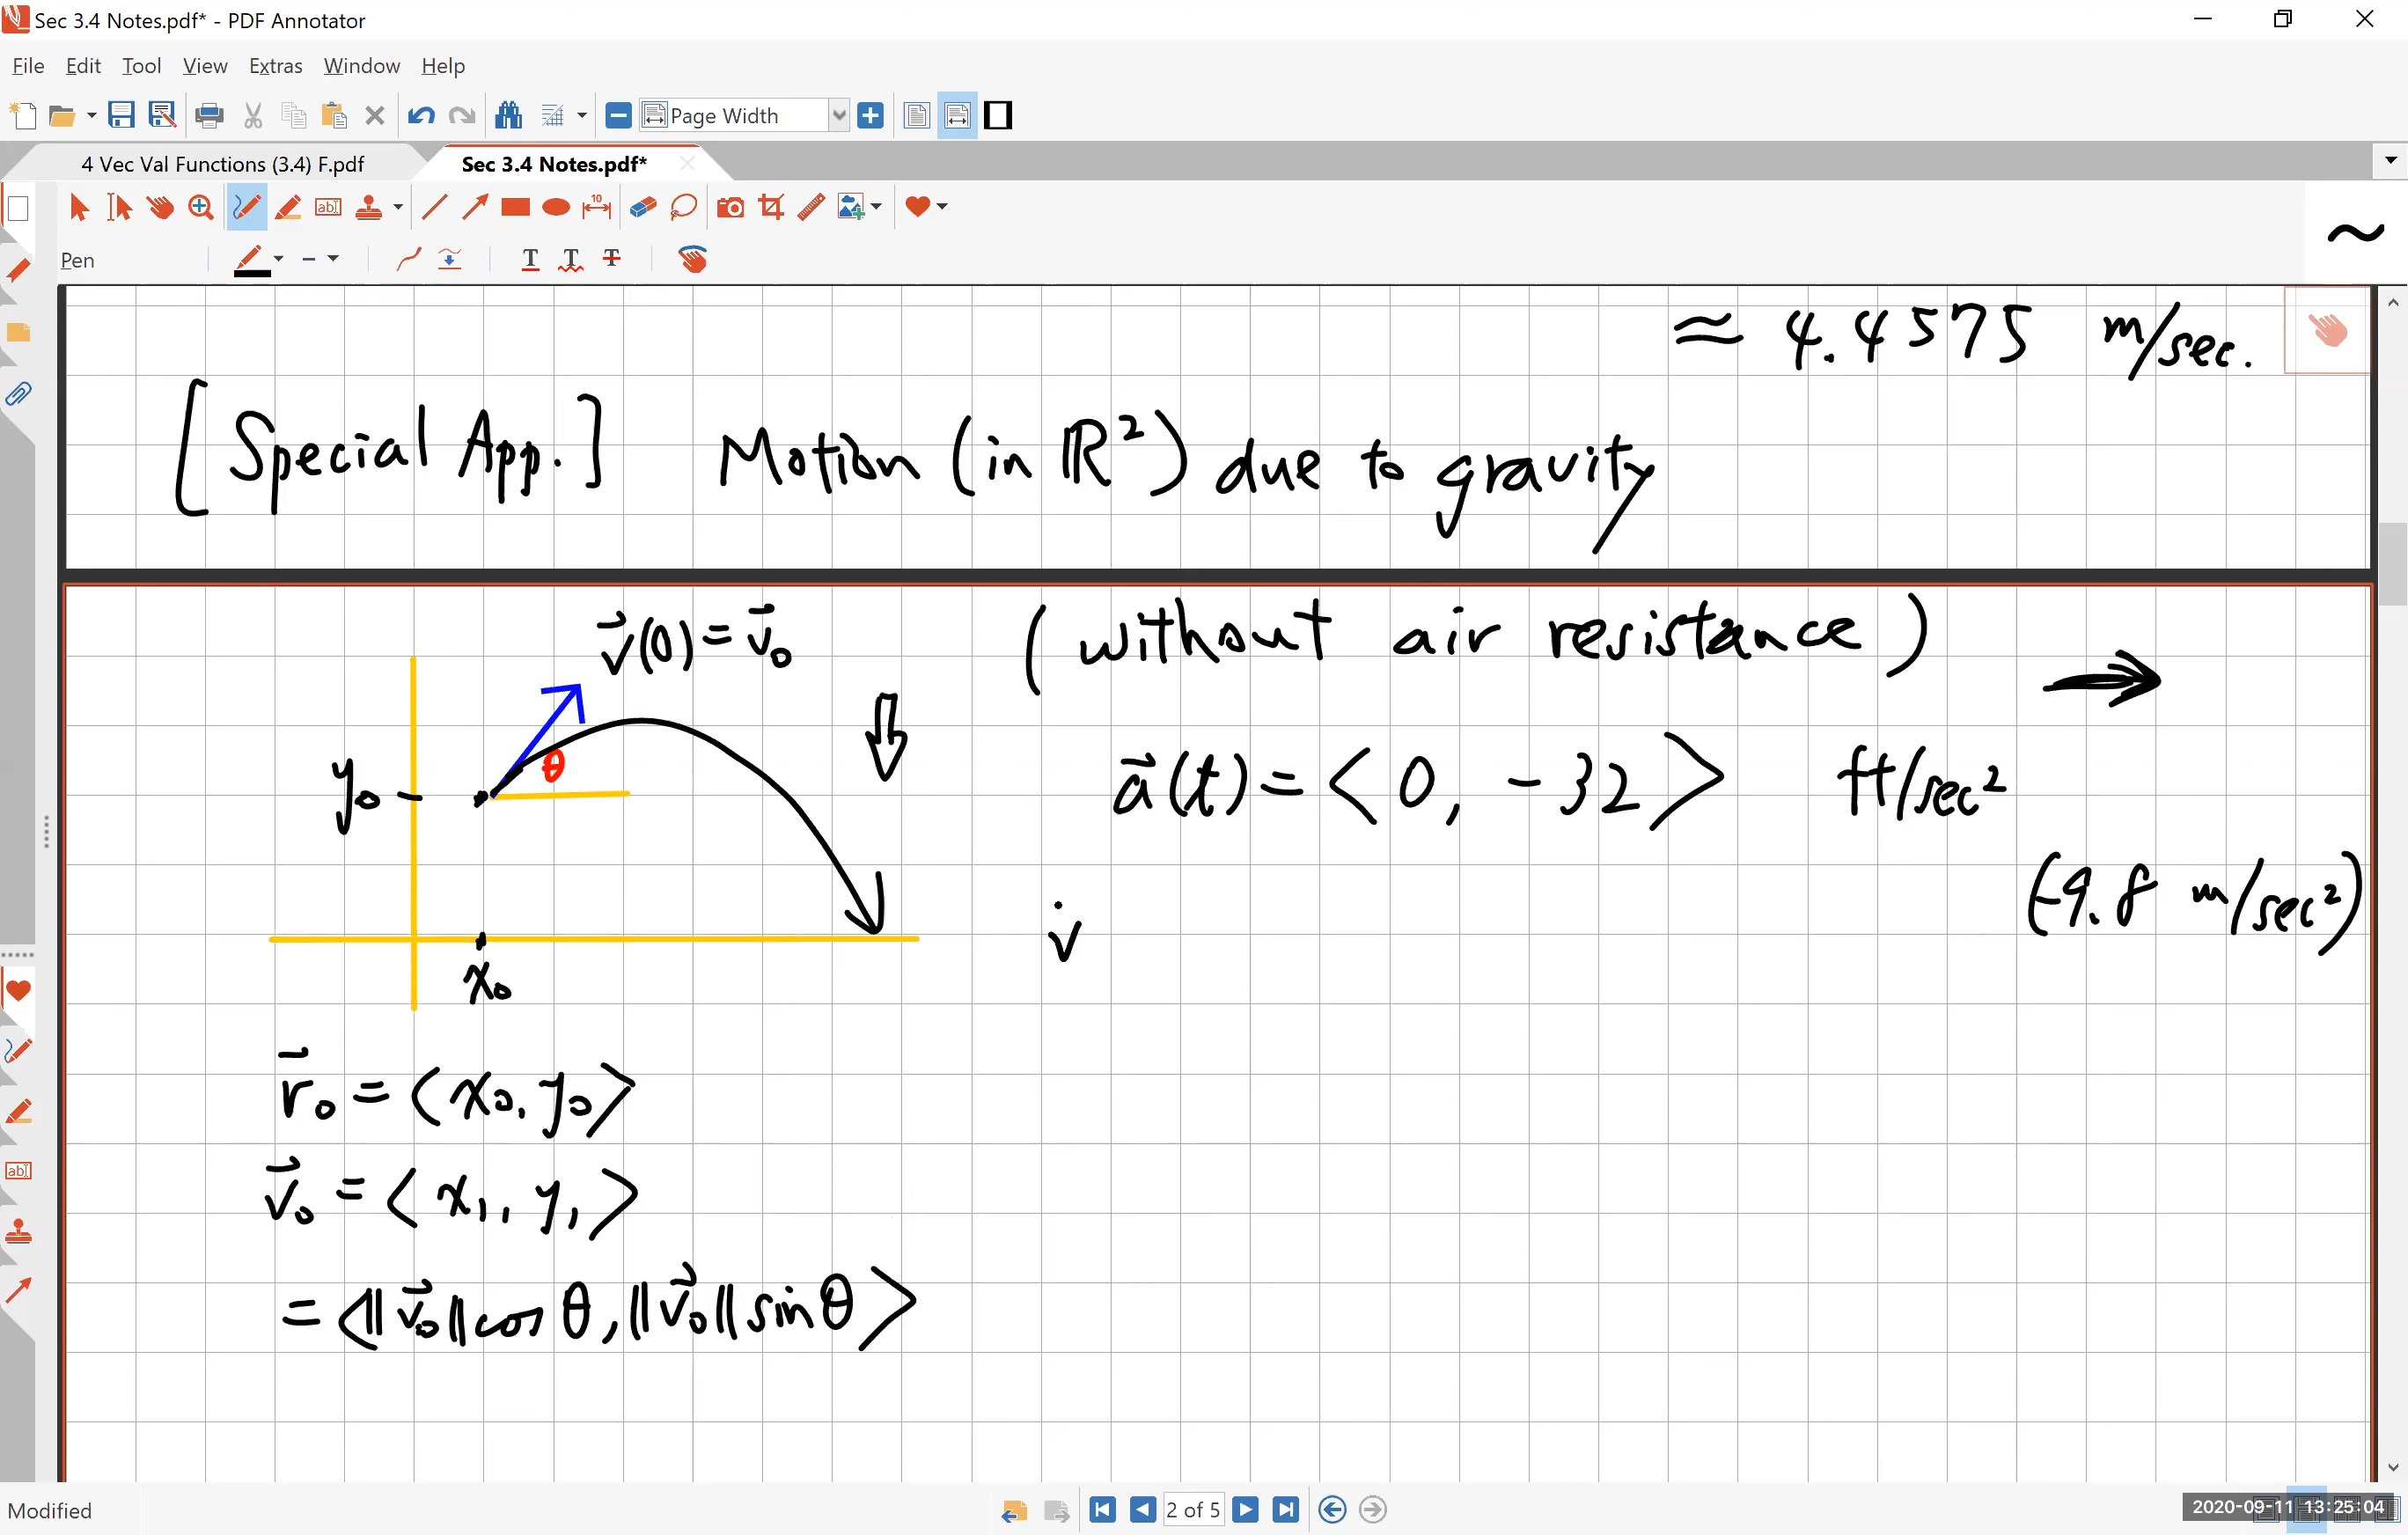 Sec 3.4 Notes.pdf* - PDF Annotator
File Edit Tool View Extras Window Help
Page Width
4 Vec Val Functions (3.4) F.pdf Sec 3.4 Notes.pdf*
Pen
≈ 4.4575 m/sec.
[Special App.] Motion (in ℝ²) due to gravity
v⃗(0) = v⃗₀ (without air resistance)
θ
y₀ a⃗(t) = ⟨0, -32⟩ ft/sec²
(-9.8 m/sec²)
v
x₀
r⃗₀ = ⟨x₀, y₀⟩
v⃗₀ = ⟨x₁, y₁⟩
= ⟨‖v⃗₀‖cos θ, ‖v⃗₀‖sin θ⟩
Modified 2 of 5 2020-09-11 13:25:04